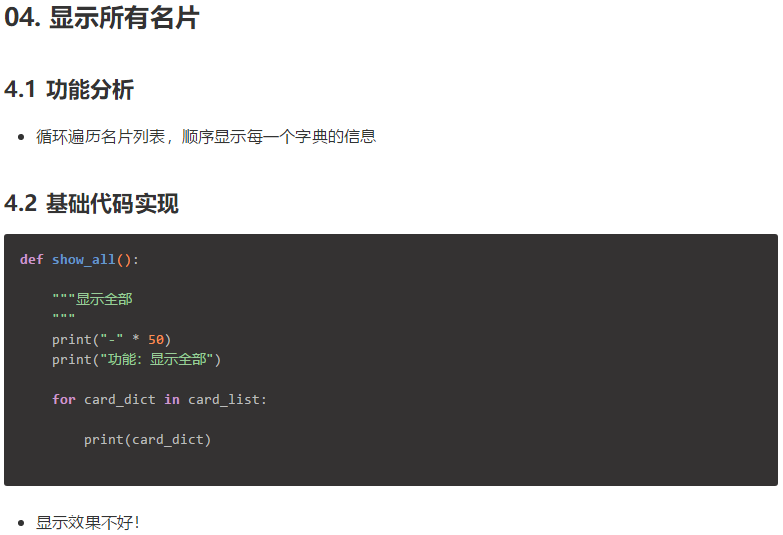 04. 显示所有名片
4.1 功能分析
• 循环遍历名片列表，顺序显示每一个字典的信息
4.2 基础代码实现
def show_all():
    """显示全部
    """
    print("-" * 50)
    print("功能：显示全部")
    for card_dict in card_list:
        print(card_dict)
• 显示效果不好！